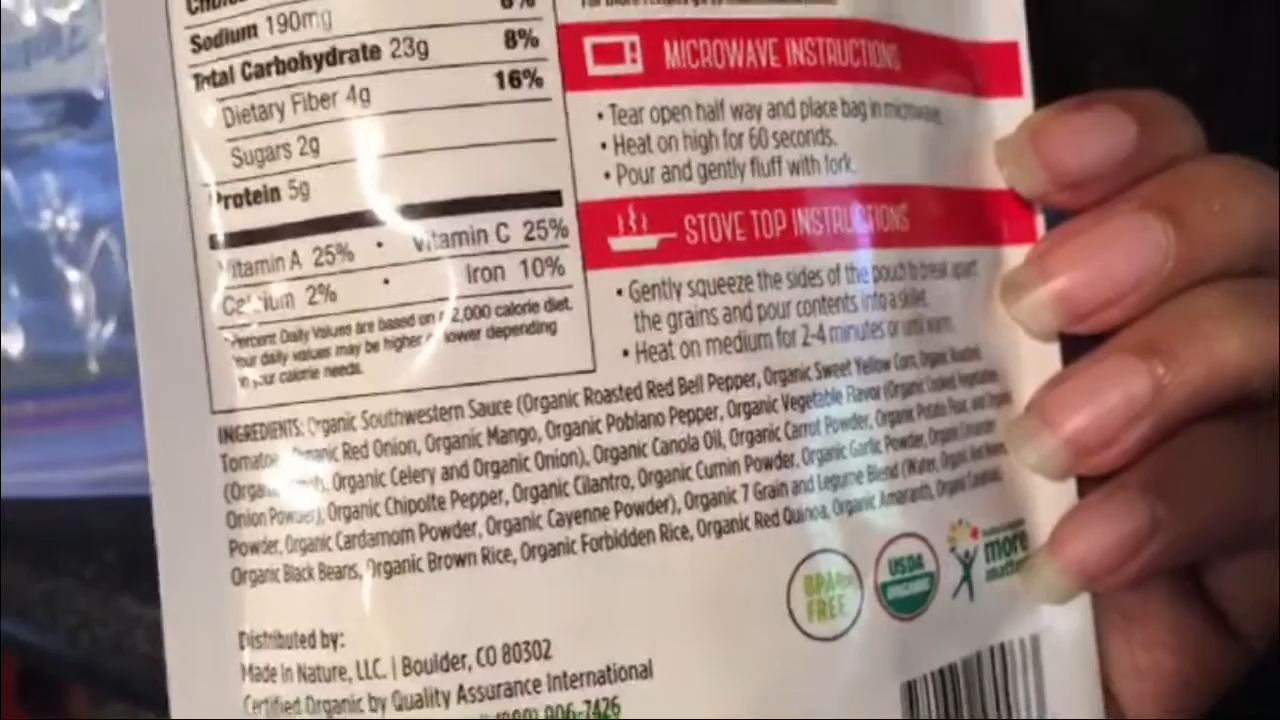 Sodium 190mg
Total Carbohydrate 23g 8%
Dietary Fiber 4g 16%
Sugars 2g
Protein 5g
Vitamin A 25% • Vitamin C 25%
Calcium 2% • Iron 10%
Percent Daily Values are based on 2,000 calorie diet.
Your daily values may be higher lower depending
calorie needs.
MICROWAVE INSTRUCTIONS
• Tear open half way and place bag in microwave.
• Heat on high for 60 seconds.
• Pour and gently fluff with fork.
STOVE TOP INSTRUCTIONS
• Gently squeeze the sides of the pouch to break apart
the grains and pour contents into a skillet.
• Heat on medium for 2-4 minutes or until warm.
INGREDIENTS: Organic Southwestern Sauce (Organic Roasted Red Bell Pepper, Organic Sweet Yellow Corn, Organic Roasted
Organic Red Onion, Organic Mango, Organic Poblano Pepper, Organic Vegetable Flavor (Organic Cooked Vegetables
Organic Celery and Organic Onion), Organic Canola Oil, Organic Carrot Powder, Organic Potato Flour, and Organic
Onion Powder), Organic Chipolte Pepper, Organic Cilantro, Organic Cumin Powder, Organic Garlic Powder, Organic
Powder, Organic Cardamom Powder, Organic Cayenne Powder), Organic 7 Grain and Legume Blend (Water, Organic
Organic Black Beans, Organic Brown Rice, Organic Forbidden Rice, Organic Red Quinoa, Organic Amaranth, Organic
BPA
FREE
USDA
ORGANIC
more
matters
Distributed by:
Made In Nature, LLC. | Boulder, CO 80302
Certified Organic by Quality Assurance International
(800) 906-7426